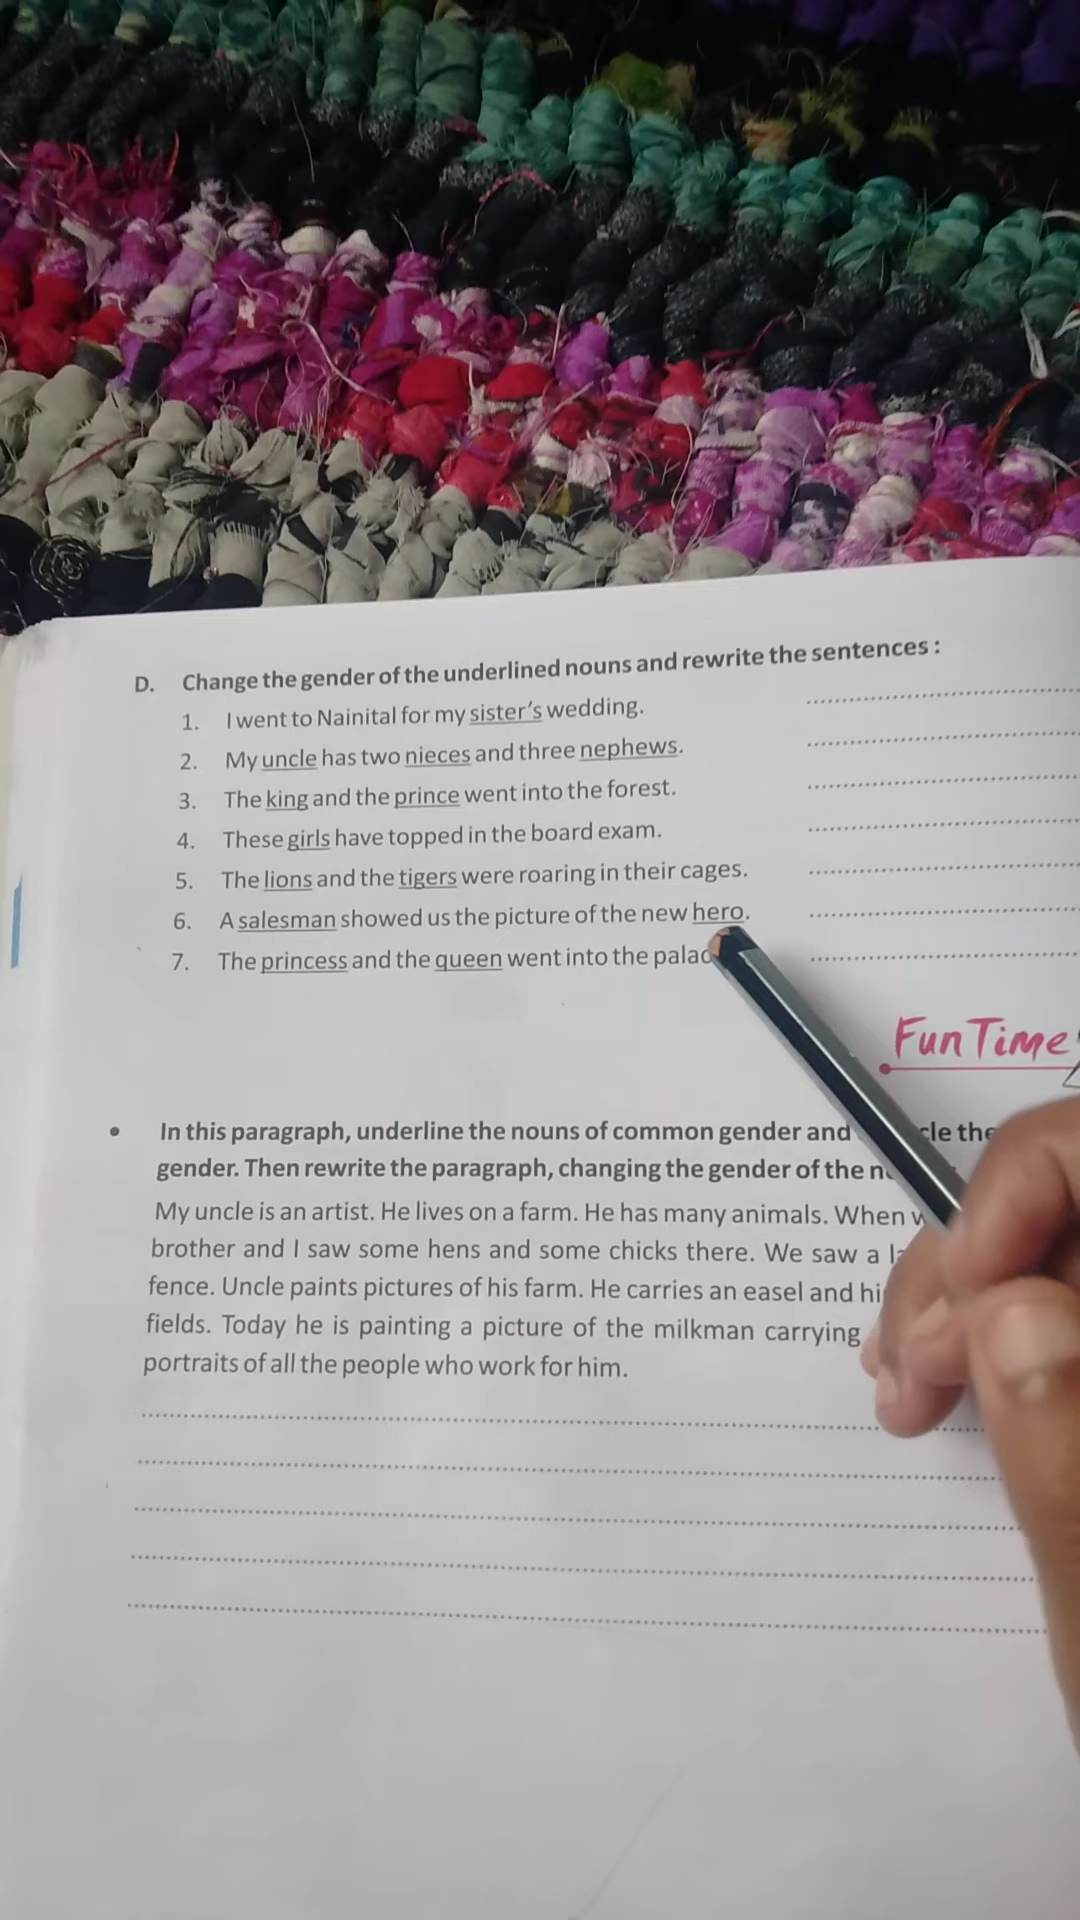 D. Change the gender of the underlined nouns and rewrite the sentences :
1. I went to Nainital for my sister's wedding.
2. My uncle has two nieces and three nephews.
3. The king and the prince went into the forest.
4. These girls have topped in the board exam.
5. The lions and the tigers were roaring in their cages.
6. A salesman showed us the picture of the new hero.
7. The princess and the queen went into the
Fun Time
• In this paragraph, underline the nouns of common gender and the
gender. Then rewrite the paragraph, changing the gender of the
My uncle is an artist. He lives on a farm. He has many animals. When
brother and I saw some hens and some chicks there. We saw a
fence. Uncle paints pictures of his farm. He carries an easel and
fields. Today he is painting a picture of the milkman carrying
portraits of all the people who work for him.